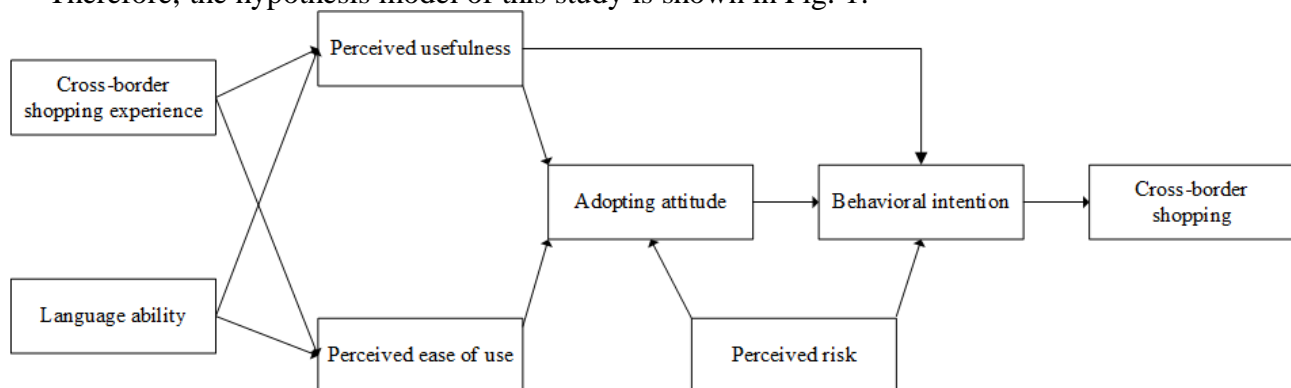 Therefore, the hypothesis model of this study is shown in Fig. 1.
Perceived usefulness
Cross-border
shopping experience
Adopting attitude
Behavioral intention
Cross-border
shopping
Language ability
Perceived ease of use
Perceived risk